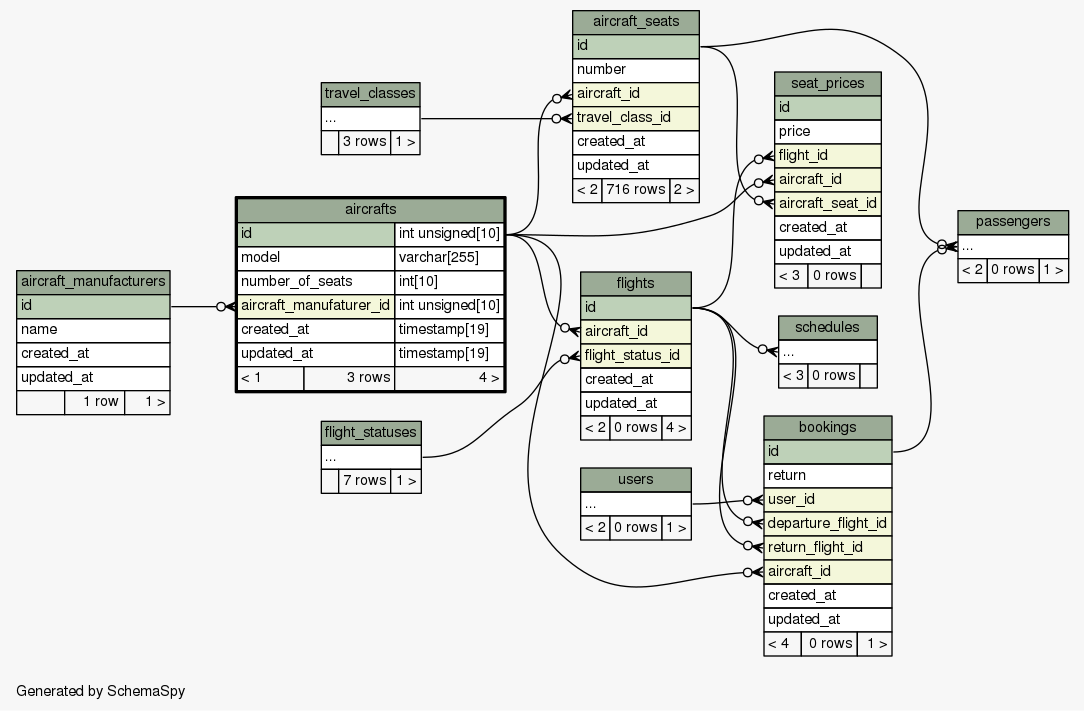 aircraft_seats
id
number
aircraft_id
travel_class_id
created_at
updated_at
< 2 716 rows 2 >
travel_classes
...
3 rows 1 >
seat_prices
id
price
flight_id
aircraft_id
aircraft_seat_id
created_at
updated_at
< 3 0 rows
aircrafts
id int unsigned[10]
model varchar[255]
number_of_seats int[10]
aircraft_manufaturer_id int unsigned[10]
created_at timestamp[19]
updated_at timestamp[19]
< 1 3 rows 4 >
passengers
...
< 2 0 rows 1 >
aircraft_manufacturers
id
name
created_at
updated_at
1 row 1 >
flights
id
aircraft_id
flight_status_id
created_at
updated_at
< 2 0 rows 4 >
schedules
...
< 3 0 rows
flight_statuses
...
7 rows 1 >
users
...
< 2 0 rows 1 >
bookings
id
return
user_id
departure_flight_id
return_flight_id
aircraft_id
created_at
updated_at
< 4 0 rows 1 >
Generated by SchemaSpy